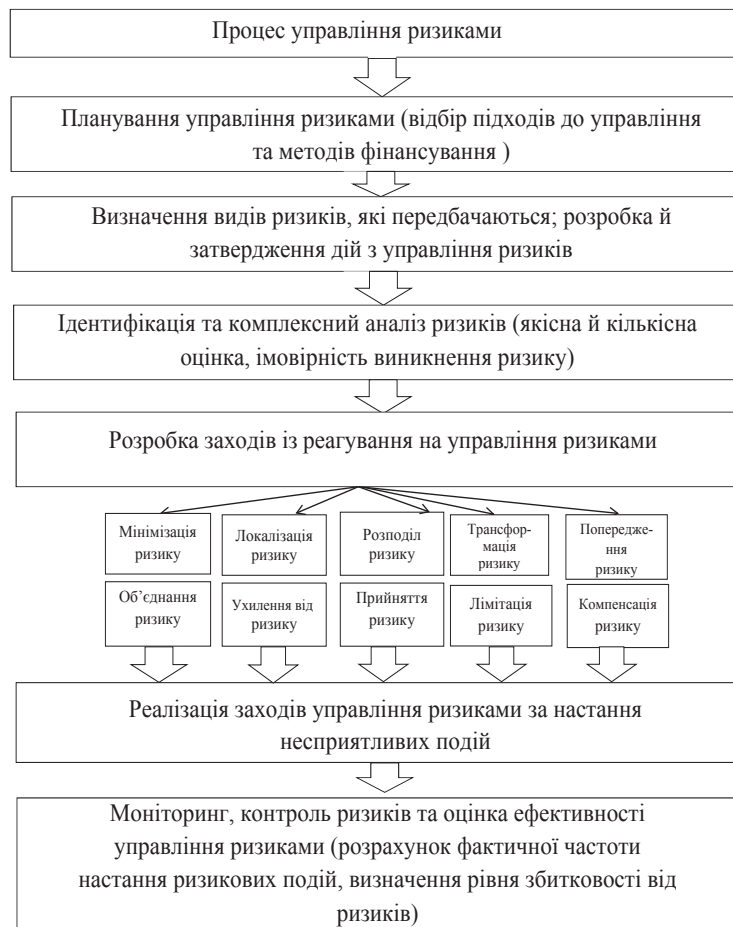 Процес управління ризиками
Планування управління ризиками (відбір підходів до управління
та методів фінансування )
Визначення видів ризиків, які передбачаються; розробка й
затвердження дій з управління ризиків
Ідентифікація та комплексний аналіз ризиків (якісна й кількісна
оцінка, імовірність виникнення ризику)
Розробка заходів із реагування на управління ризиками
Мінімізація
ризику
Локалізація
ризику
Розподіл
ризику
Трансфор-
мація
ризику
Попередже-
ння
ризику
Об’єднання
ризику
Ухилення від
ризику
Прийняття
ризику
Лімітація
ризику
Компенсація
ризику
Реалізація заходів управління ризиками за настання
несприятливих подій
Моніторинг, контроль ризиків та оцінка ефективності
управління ризиками (розрахунок фактичної частоти
настання ризикових подій, визначення рівня збитковості від
ризиків)